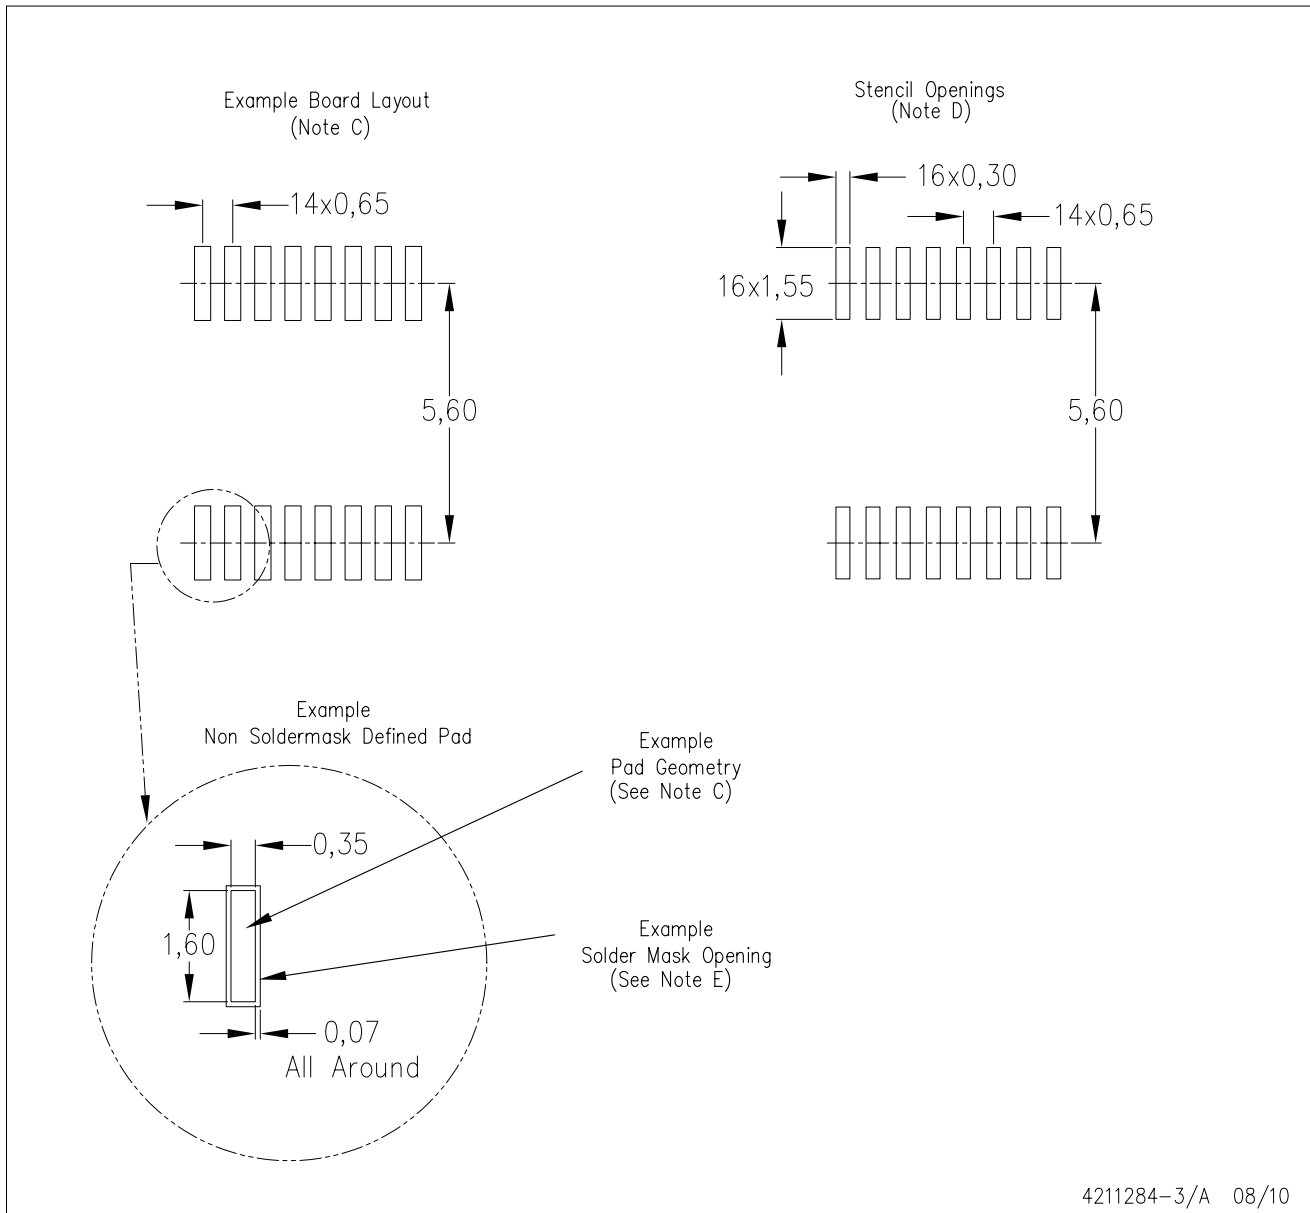 Example Board Layout
(Note C)
14x0,65
5,60
Stencil Openings
(Note D)
16x0,30
14x0,65
16x1,55
5,60
Example
Non Soldermask Defined Pad
0,35
1,60
0,07
All Around
Example
Pad Geometry
(See Note C)
Example
Solder Mask Opening
(See Note E)
4211284-3/A 08/10